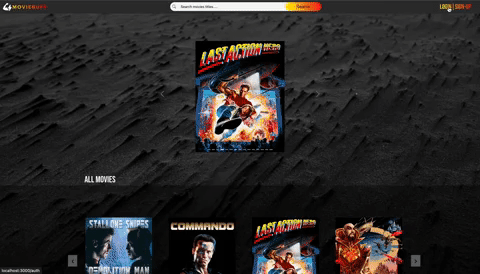 4MOVIEBUFF
Search movies titles ....
Search
LOGIN | SIGN-UP
LAST ACTION HERO
ALL MOVIES
STALLONE SNIPES
DEMOLITION MAN
COMMANDO
LAST ACTION HERO
localhost:3000/auth